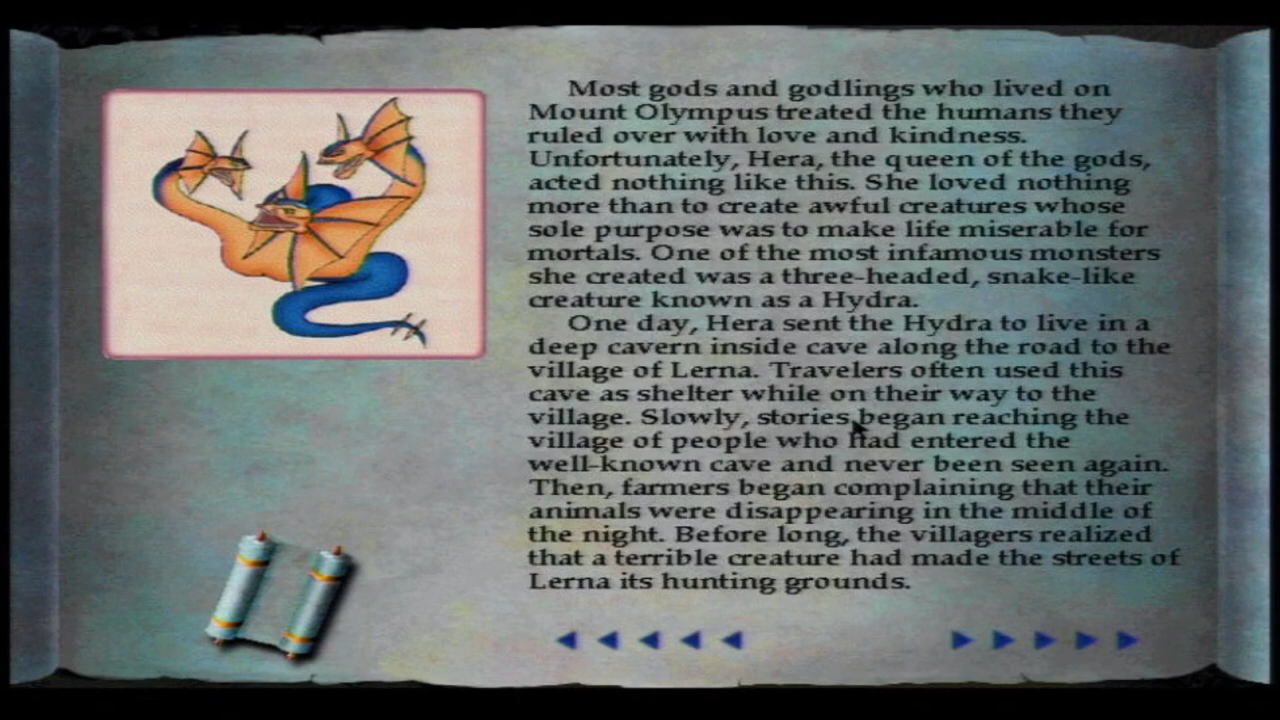 Most gods and godlings who lived on
Mount Olympus treated the humans they
ruled over with love and kindness.
Unfortunately, Hera, the queen of the gods,
acted nothing like this. She loved nothing
more than to create awful creatures whose
sole purpose was to make life miserable for
mortals. One of the most infamous monsters
she created was a three-headed, snake-like
creature known as a Hydra.
One day, Hera sent the Hydra to live in a
deep cavern inside cave along the road to the
village of Lerna. Travelers often used this
cave as shelter while on their way to the
village. Slowly, stories began reaching the
village of people who had entered the
well-known cave and never been seen again.
Then, farmers began complaining that their
animals were disappearing in the middle of
the night. Before long, the villagers realized
that a terrible creature had made the streets of
Lerna its hunting grounds.